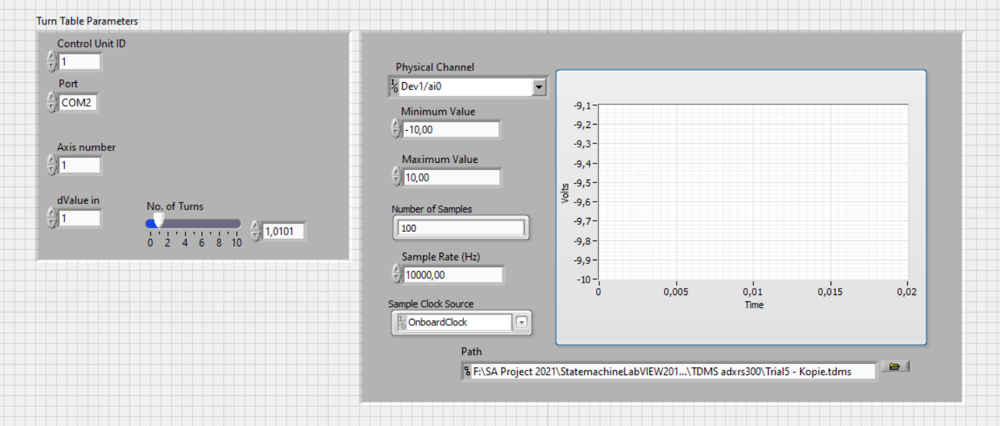 Turn Table Parameters
Control Unit ID
1
Port
COM2
Axis number
1
dValue in
1
No. of Turns
0 2 4 6 8 10
1,0101
Physical Channel
Dev1/ai0
Minimum Value
-10,00
Maximum Value
10,00
Number of Samples
100
Sample Rate (Hz)
10000,00
Sample Clock Source
OnboardClock
Volts
-9,1
-9,2
-9,3
-9,4
-9,5
-9,6
-9,7
-9,8
-9,9
-10
0 0,005 0,01 0,015 0,02
Time
Path
F:\SA Project 2021\StatemachineLabVIEW201...\TDMS adxrs300\Trial5 - Kopie.tdms